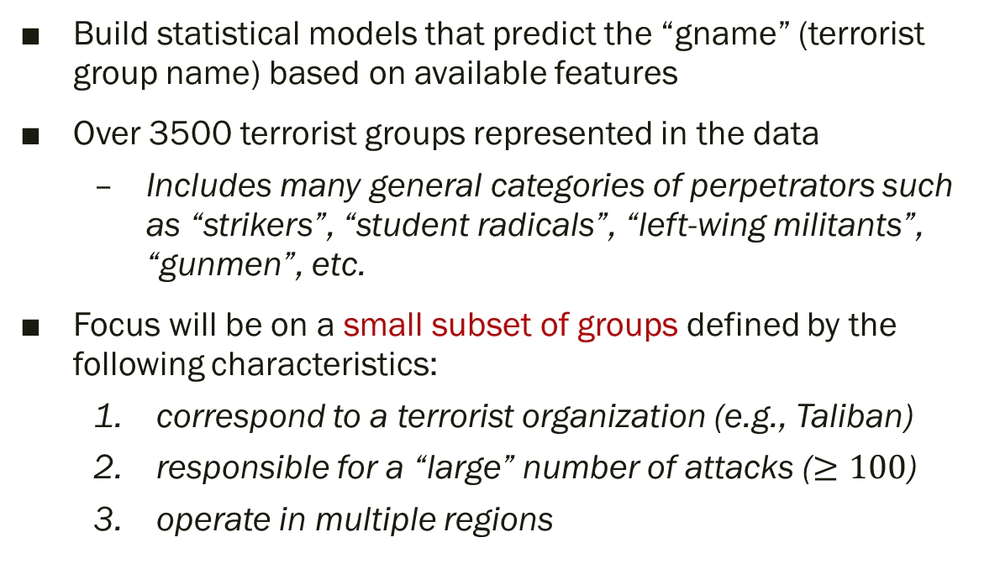 ■ Build statistical models that predict the “gname” (terrorist
group name) based on available features
■ Over 3500 terrorist groups represented in the data
– Includes many general categories of perpetrators such
as “strikers”, “student radicals”, “left-wing militants”,
“gunmen”, etc.
■ Focus will be on a small subset of groups defined by the
following characteristics:
1. correspond to a terrorist organization (e.g., Taliban)
2. responsible for a “large” number of attacks (≥ 100)
3. operate in multiple regions